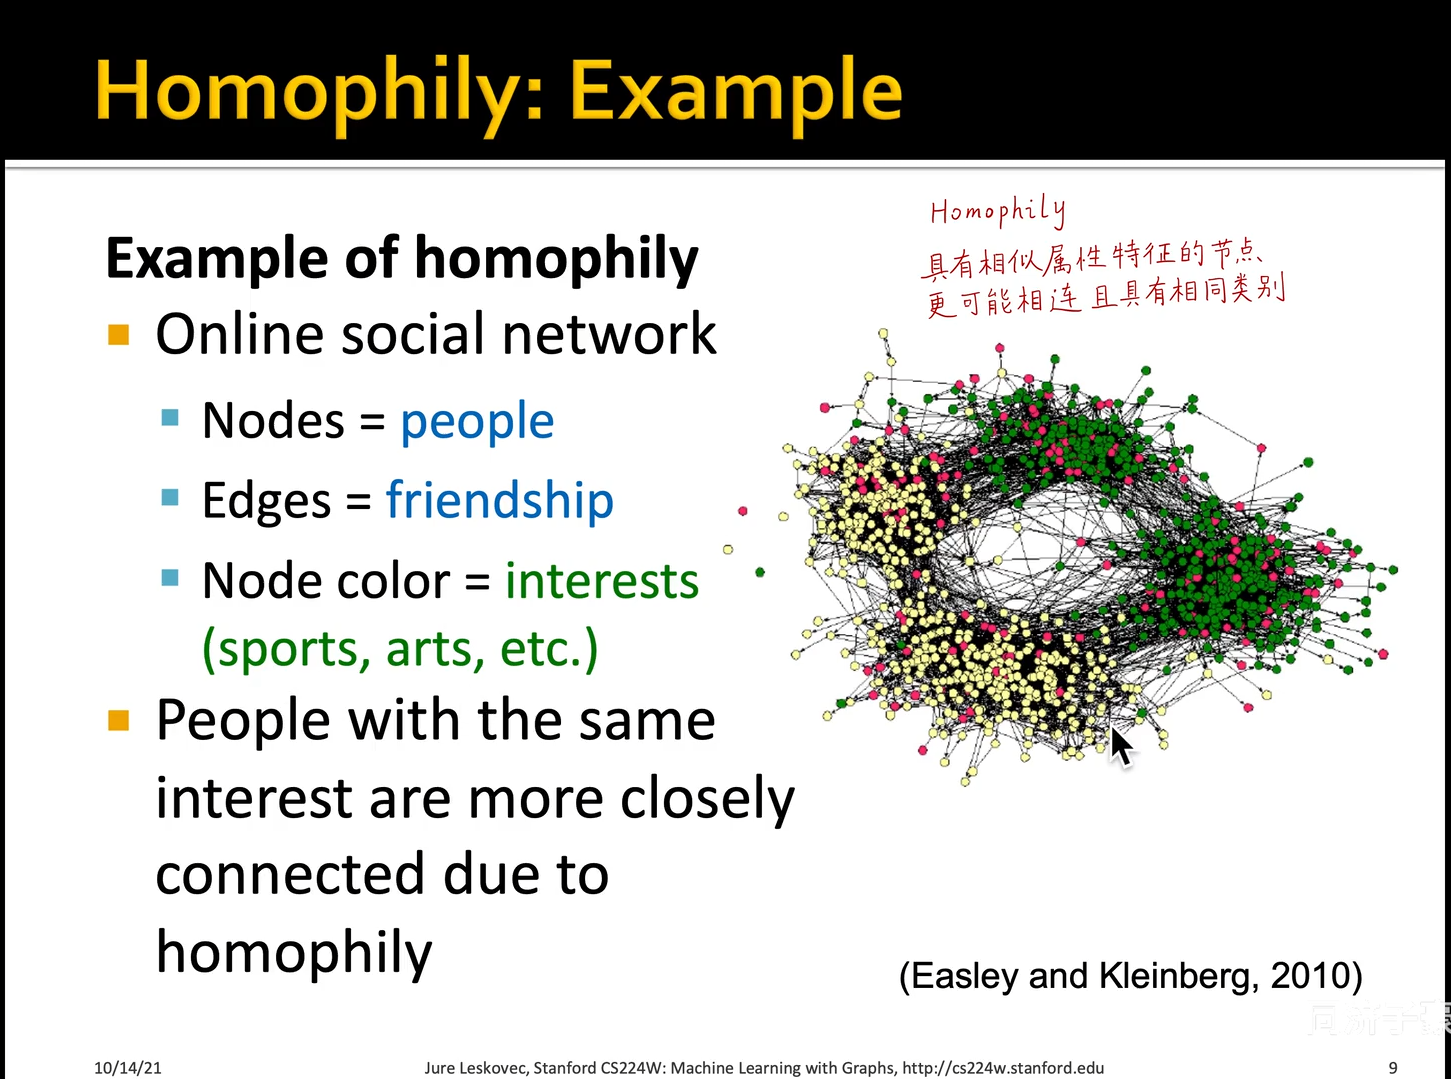 Homophily: Example
Homophily
具有相似属性特征的节点、
更可能相连且具有相同类别
Example of homophily
Online social network
Nodes = people
Edges = friendship
Node color = interests
(sports, arts, etc.)
People with the same
interest are more closely
connected due to
homophily
(Easley and Kleinberg, 2010)
10/14/21
Jure Leskovec, Stanford CS224W: Machine Learning with Graphs, http://cs224w.stanford.edu
9